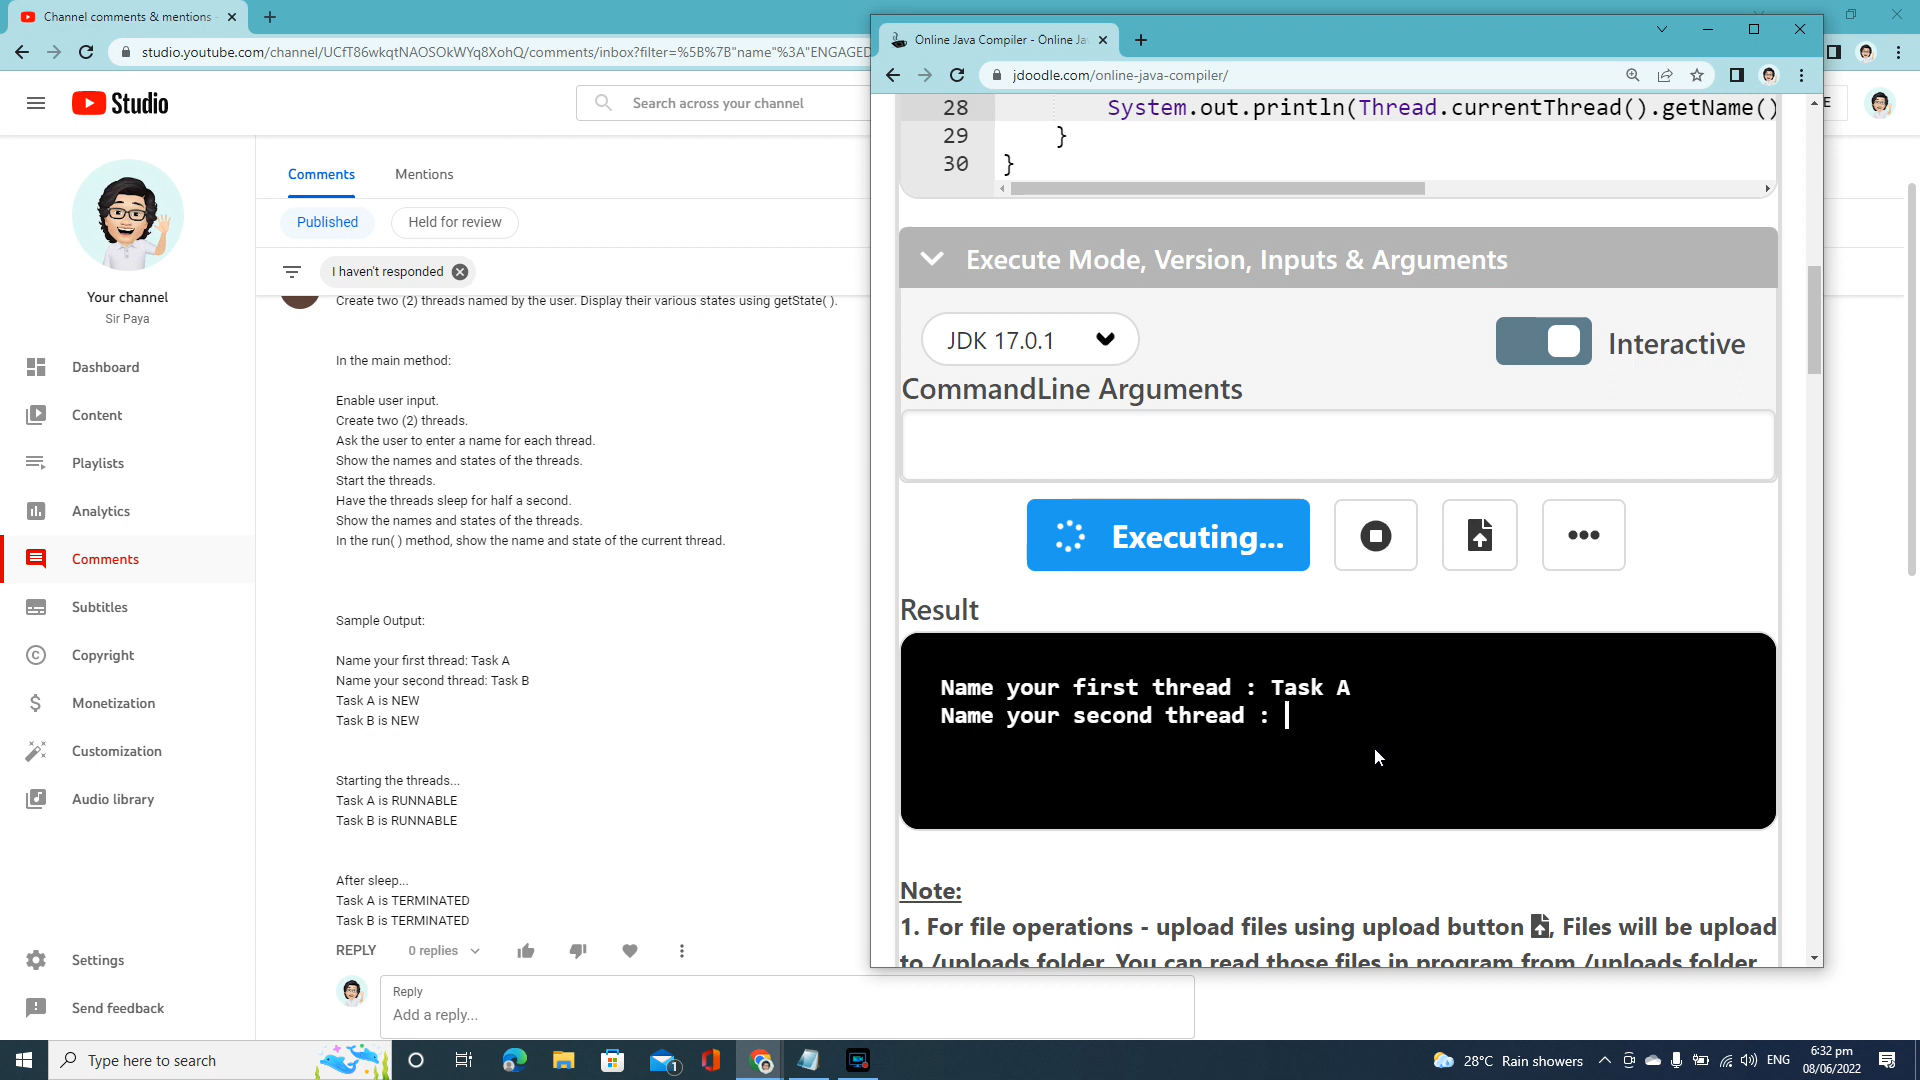 Channel comments & mentions
studio.youtube.com/channel/UCfT86wkqtNAOSOkWYq8XohQ/comments/inbox?filter=%5B%7B"name"%3A"ENGAGED
Studio
Search across your channel
Your channel
Sir Paya
Dashboard
Content
Playlists
Analytics
Comments
Subtitles
Copyright
Monetization
Customization
Audio library
Settings
Send feedback
Comments
Mentions
Published
Held for review
I haven't responded
Create two (2) threads named by the user. Display their various states using getState( ).
In the main method:
Enable user input.
Create two (2) threads.
Ask the user to enter a name for each thread.
Show the names and states of the threads.
Start the threads.
Have the threads sleep for half a second.
Show the names and states of the threads.
In the run( ) method, show the name and state of the current thread.
Sample Output:
Name your first thread: Task A
Name your second thread: Task B
Task A is NEW
Task B is NEW
Starting the threads...
Task A is RUNNABLE
Task B is RUNNABLE
After sleep...
Task A is TERMINATED
Task B is TERMINATED
REPLY 0 replies
Reply
Add a reply...
Online Java Compiler - Online Ja
jdoodle.com/online-java-compiler/
28 System.out.println(Thread.currentThread().getName()
29 }
30 }
Execute Mode, Version, Inputs & Arguments
JDK 17.0.1
Interactive
CommandLine Arguments
Executing...
Result
Name your first thread : Task A
Name your second thread :
Note:
1. For file operations - upload files using upload button , Files will be upload
to /uploads folder. You can read those files in program from /uploads folder.
E
Type here to search
1
28°C Rain showers
ENG
6:32 pm
08/06/2022